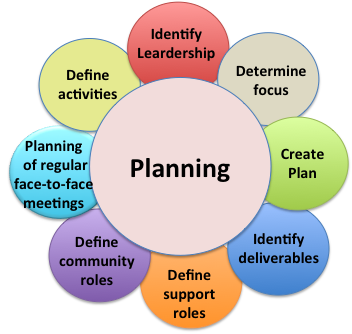 Identify
Leardership
Determine
focus
Create
Plan
Identify
deliverables
Define
support
roles
Define
community
roles
Planning
of regular
face-to-face
meetings
Define
activities
Planning